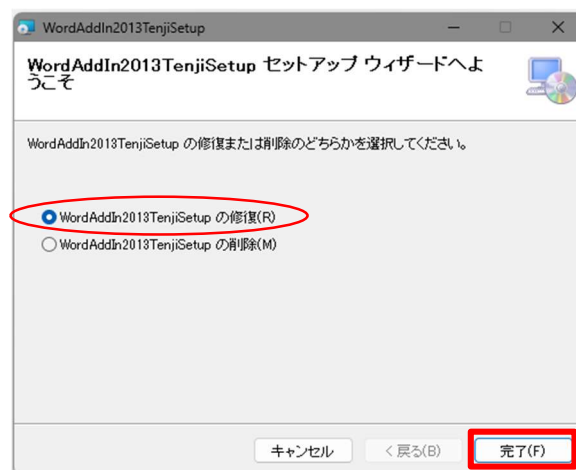 WordAddIn2013TenjiSetup
WordAddIn2013TenjiSetup セットアップ ウィザードへよ
うこそ
WordAddIn2013TenjiSetup の修復または削除のどちらかを選択してください。
WordAddIn2013TenjiSetup の修復(R)
WordAddIn2013TenjiSetup の削除(M)
キャンセル
< 戻る(B)
完了(F)